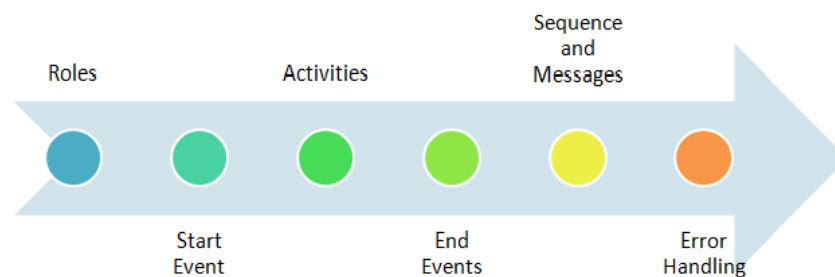 Roles
Start
Event
Activities
End
Events
Sequence
and
Messages
Error
Handling